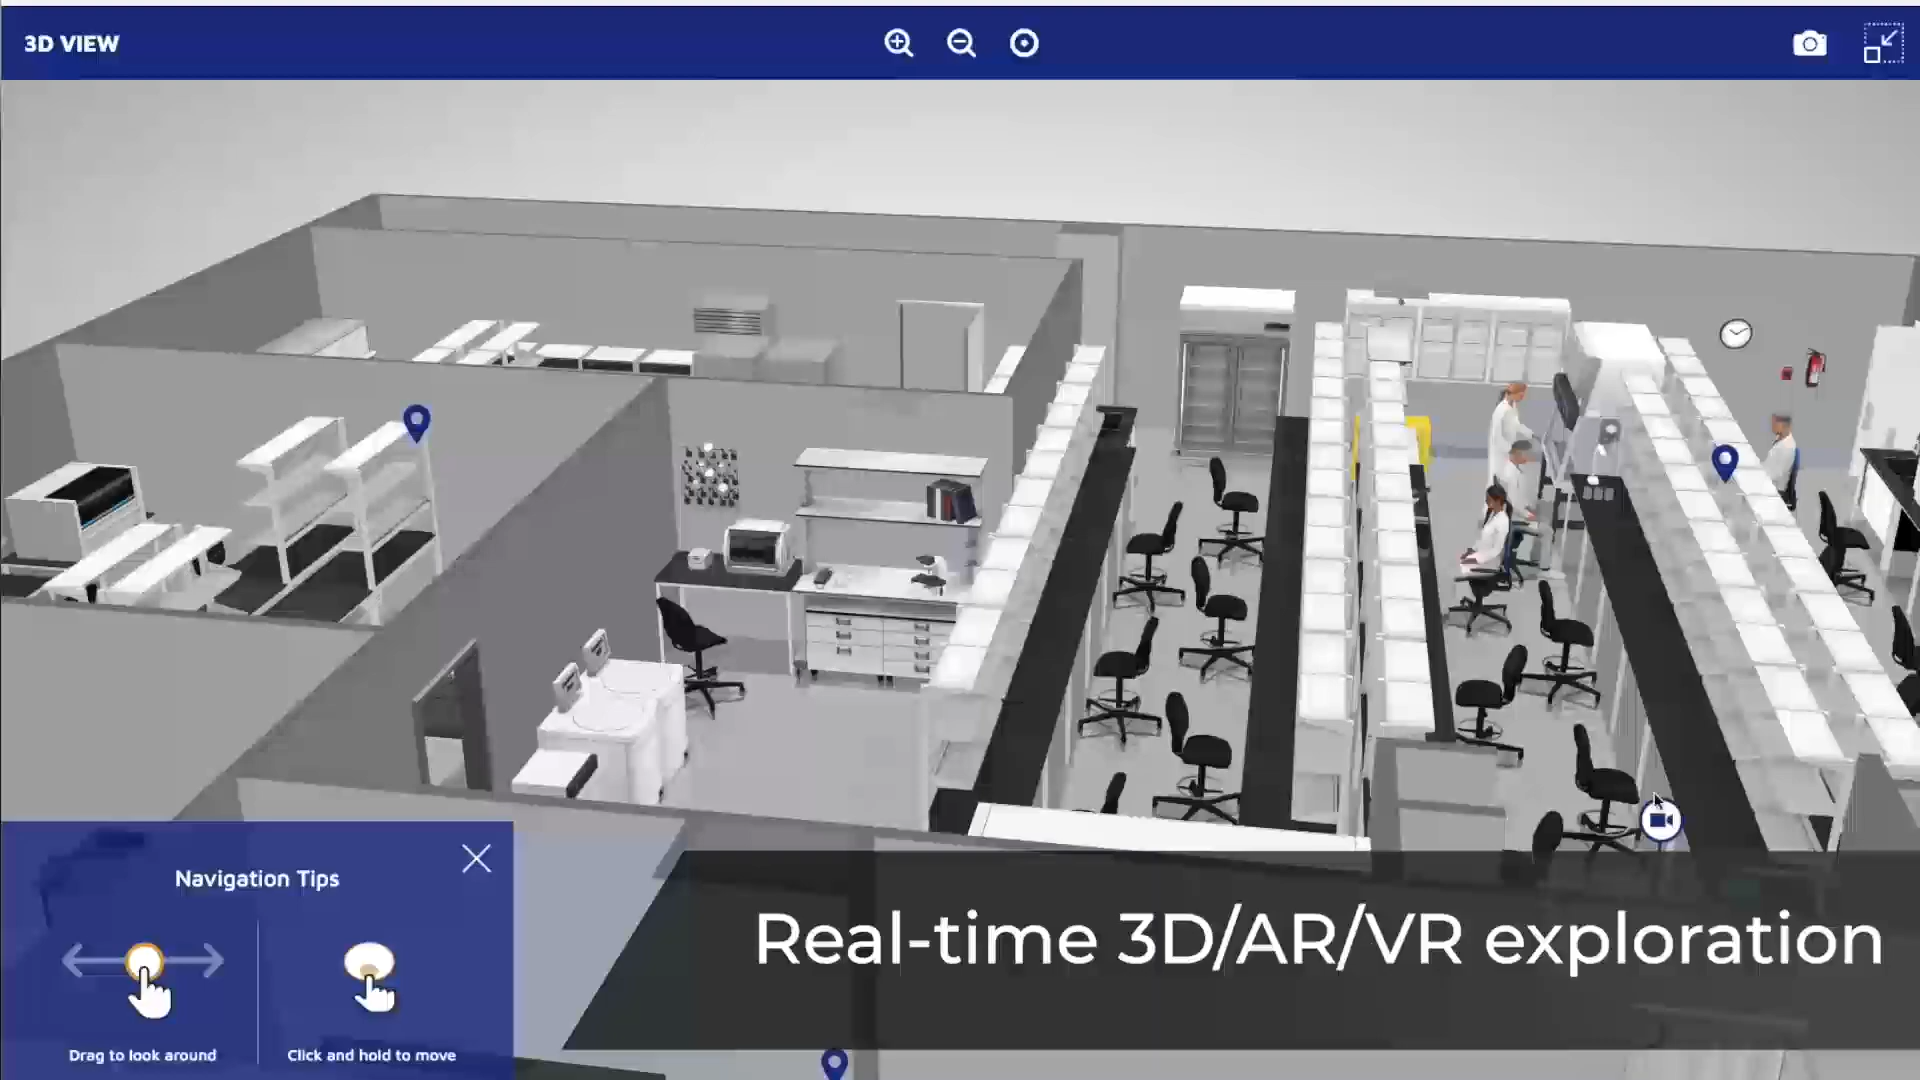 3D VIEW
Navigation Tips
Drag to look around
Click and hold to move
Real-time 3D/AR/VR exploration